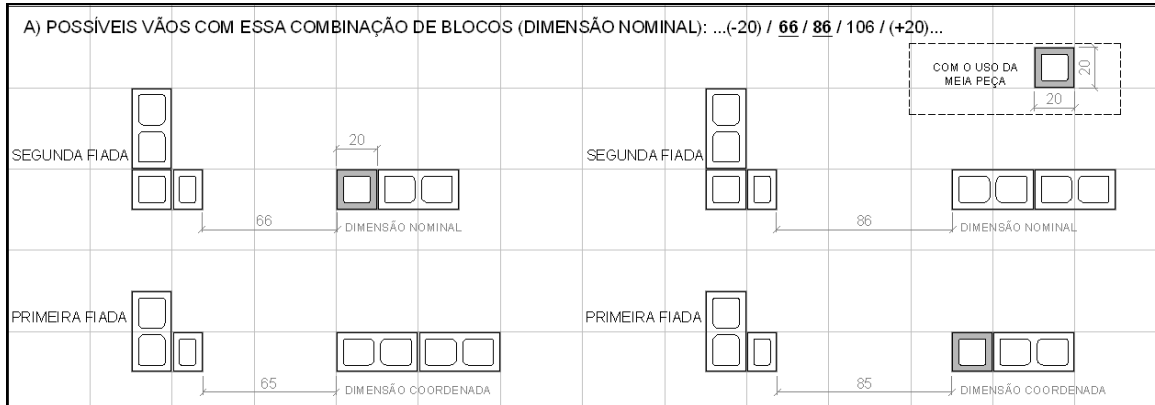 A) POSSÍVEIS VÃOS COM ESSA COMBINAÇÃO DE BLOCOS (DIMENSÃO NOMINAL): ...(-20) / 66 / 86 / 106 / (+20)...
COM O USO DA
MEIA PEÇA
20
20
SEGUNDA FIADA
20
66
DIMENSÃO NOMINAL
SEGUNDA FIADA
86
DIMENSÃO NOMINAL
PRIMEIRA FIADA
65
DIMENSÃO COORDENADA
PRIMEIRA FIADA
85
DIMENSÃO COORDENADA